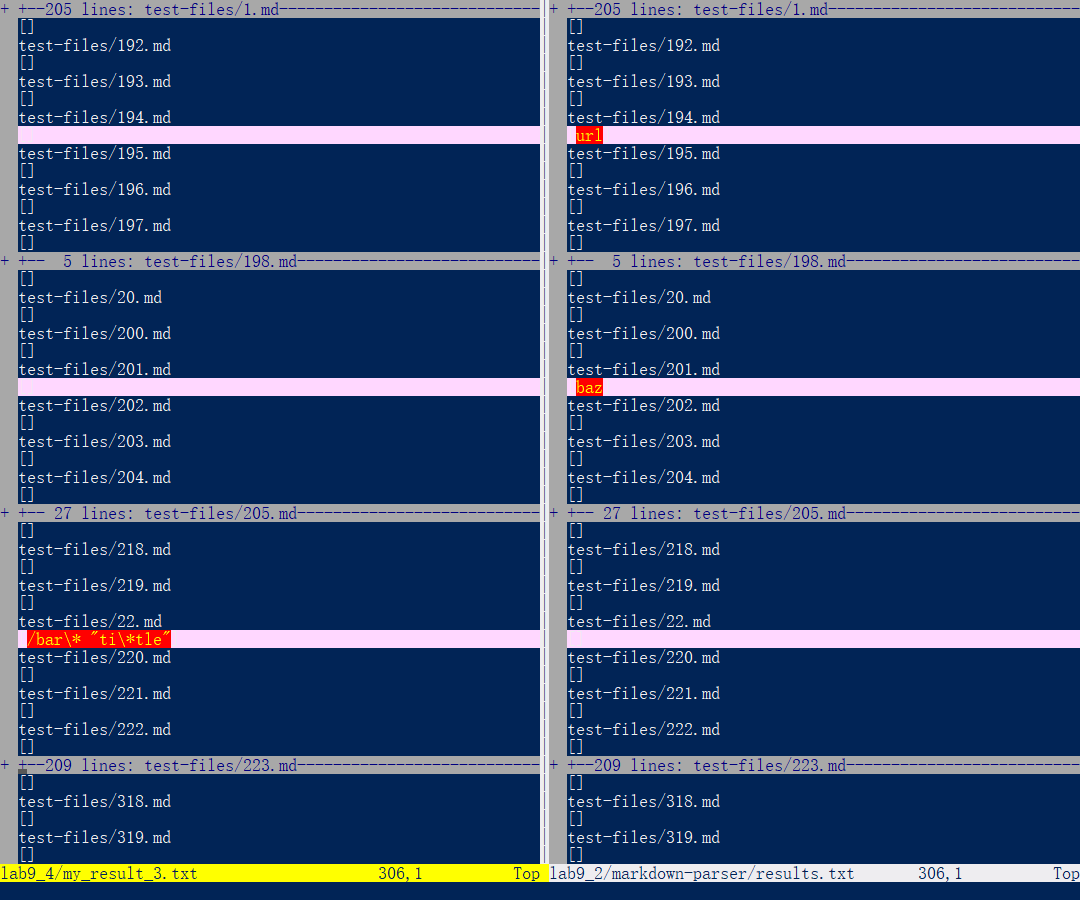 + +--205 lines: test-files/1.md-----------------------------
[]
test-files/192.md
[]
test-files/193.md
[]
test-files/194.md
test-files/195.md
[]
test-files/196.md
[]
test-files/197.md
[]
+ +--  5 lines: test-files/198.md---------------------------
[]
test-files/20.md
[]
test-files/200.md
[]
test-files/201.md
test-files/202.md
[]
test-files/203.md
[]
test-files/204.md
[]
+ +-- 27 lines: test-files/205.md---------------------------
[]
test-files/218.md
[]
test-files/219.md
[]
test-files/22.md
/bar\* "ti\*tle"
test-files/220.md
[]
test-files/221.md
[]
test-files/222.md
[]
+ +--209 lines: test-files/223.md---------------------------
[]
test-files/318.md
[]
test-files/319.md
[]
lab9_4/my_result_3.txt 306,1 Top
+ +--205 lines: test-files/1.md----------------------------
[]
test-files/192.md
[]
test-files/193.md
[]
test-files/194.md
url
test-files/195.md
[]
test-files/196.md
[]
test-files/197.md
[]
+ +--  5 lines: test-files/198.md--------------------------
[]
test-files/20.md
[]
test-files/200.md
[]
test-files/201.md
baz
test-files/202.md
[]
test-files/203.md
[]
test-files/204.md
[]
+ +-- 27 lines: test-files/205.md--------------------------
[]
test-files/218.md
[]
test-files/219.md
[]
test-files/22.md
test-files/220.md
[]
test-files/221.md
[]
test-files/222.md
[]
+ +--209 lines: test-files/223.md--------------------------
[]
test-files/318.md
[]
test-files/319.md
[]
lab9_2/markdown-parser/results.txt 306,1 Top